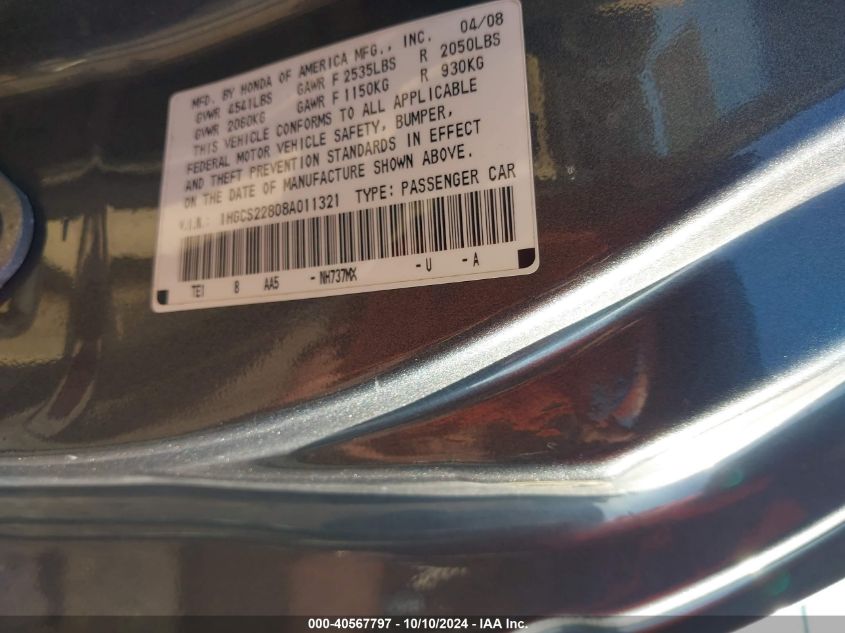 MFD. BY HONDA OF AMERICA MFG., INC. 04/08
GVWR 4541LBS GAWR F 2535LBS R 2050LBS
GVWR 2060KG GAWR F 1150KG R 930KG
THIS VEHICLE CONFORMS TO ALL APPLICABLE
FEDERAL MOTOR VEHICLE SAFETY, BUMPER,
AND THEFT PREVENTION STANDARDS IN EFFECT
ON THE DATE OF MANUFACTURE SHOWN ABOVE.
V.I.N.: 1HGCS22808A011321 TYPE: PASSENGER CAR
TE1 8 AA5 - NH737MX - U - A
000-40567797 - 10/10/2024 - IAA Inc.